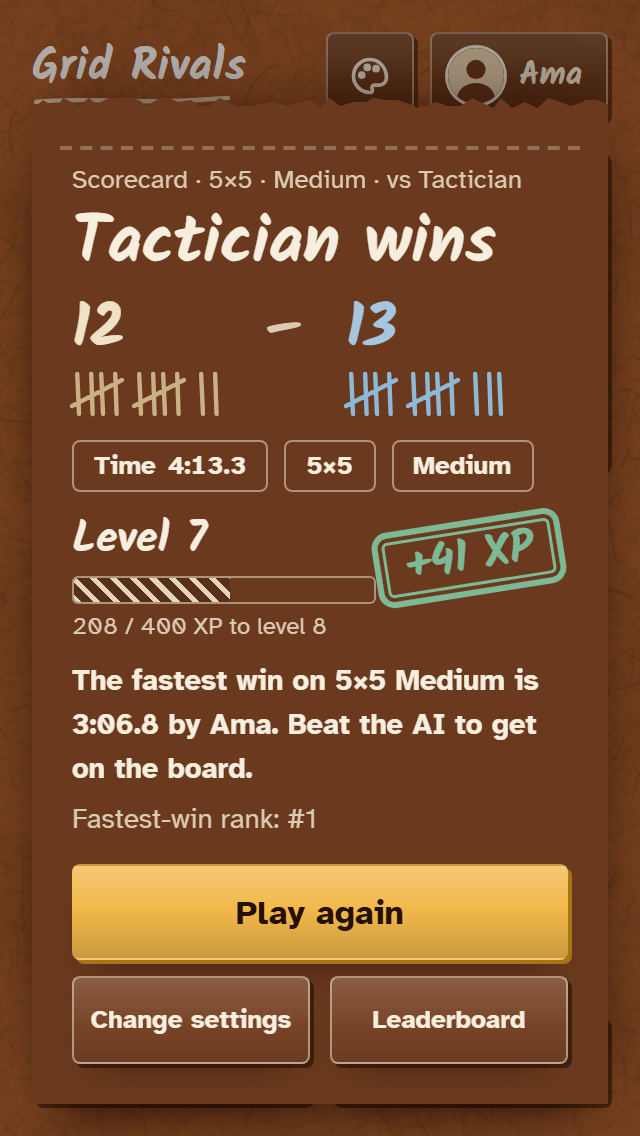 Grid Rivals
Ama
Scorecard · 5×5 · Medium · vs Tactician
Tactician wins
12 – 13
Time 4:13.3
5×5
Medium
Level 7
+41 XP
208 / 400 XP to level 8
The fastest win on 5×5 Medium is
3:06.8 by Ama. Beat the AI to get
on the board.
Fastest-win rank: #1
Play again
Change settings
Leaderboard